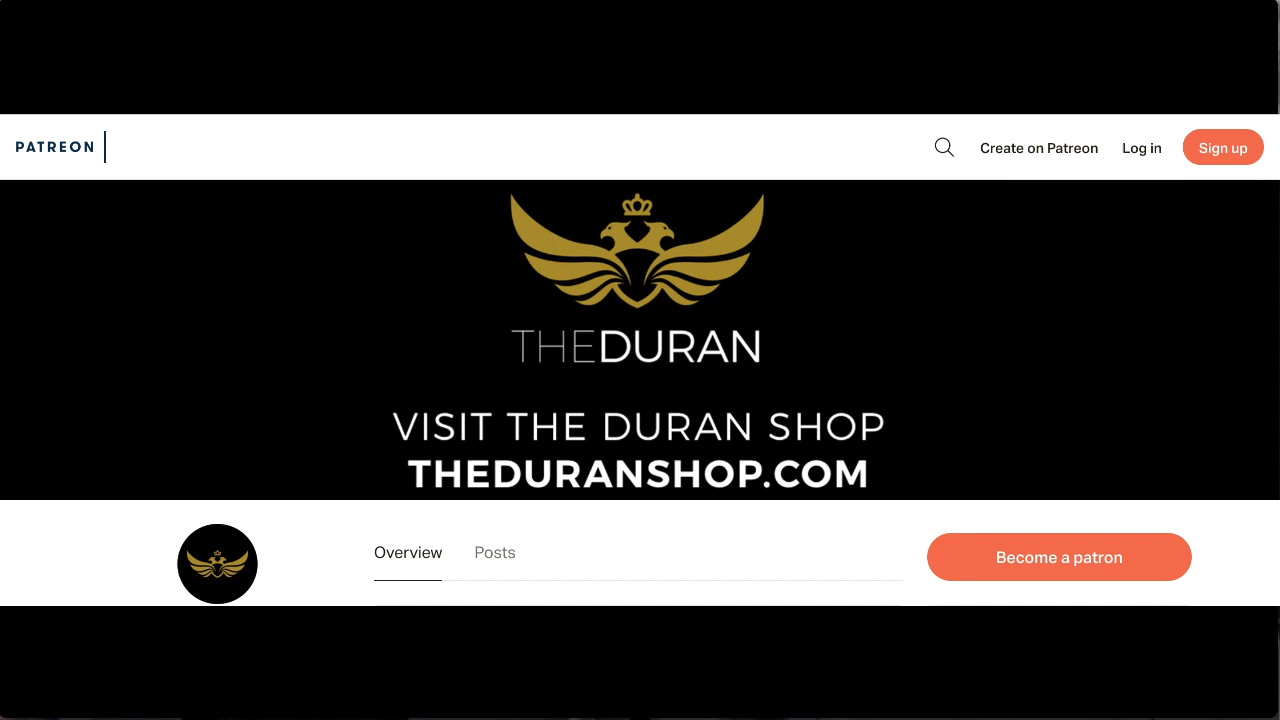 PATREON
Create on Patreon
Log in
Sign up
THEDURAN
VISIT THE DURAN SHOP
THEDURANSHOP.COM
Overview
Posts
Become a patron